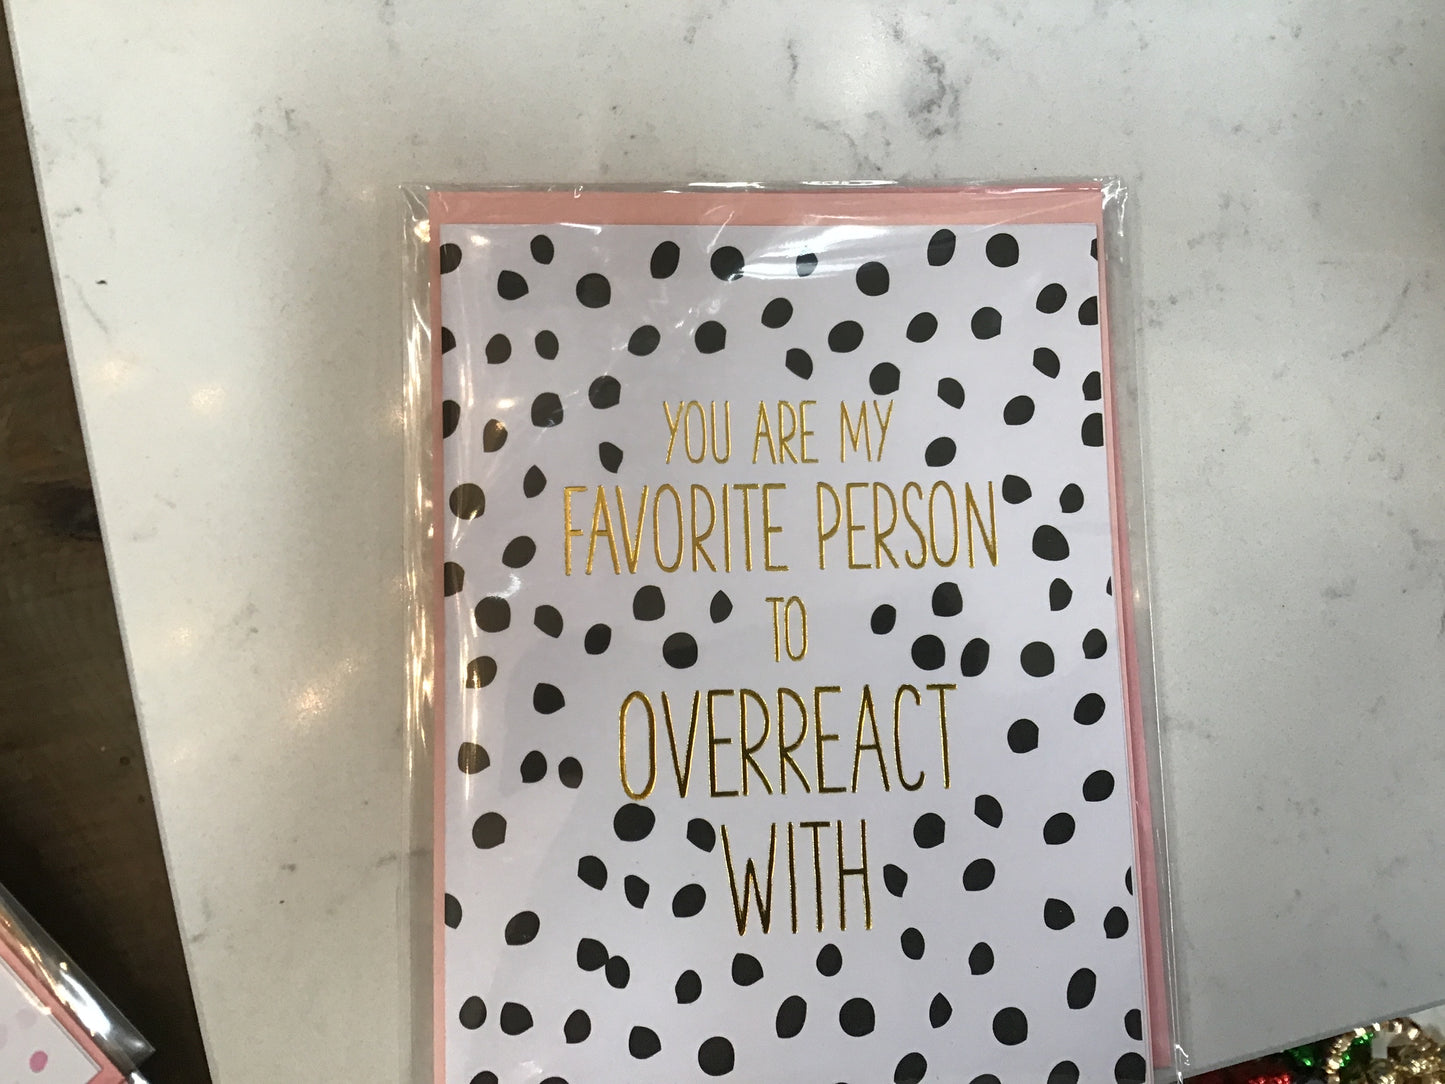 YOU ARE MY
FAVORITE PERSON
TO
OVERREACT
WITH